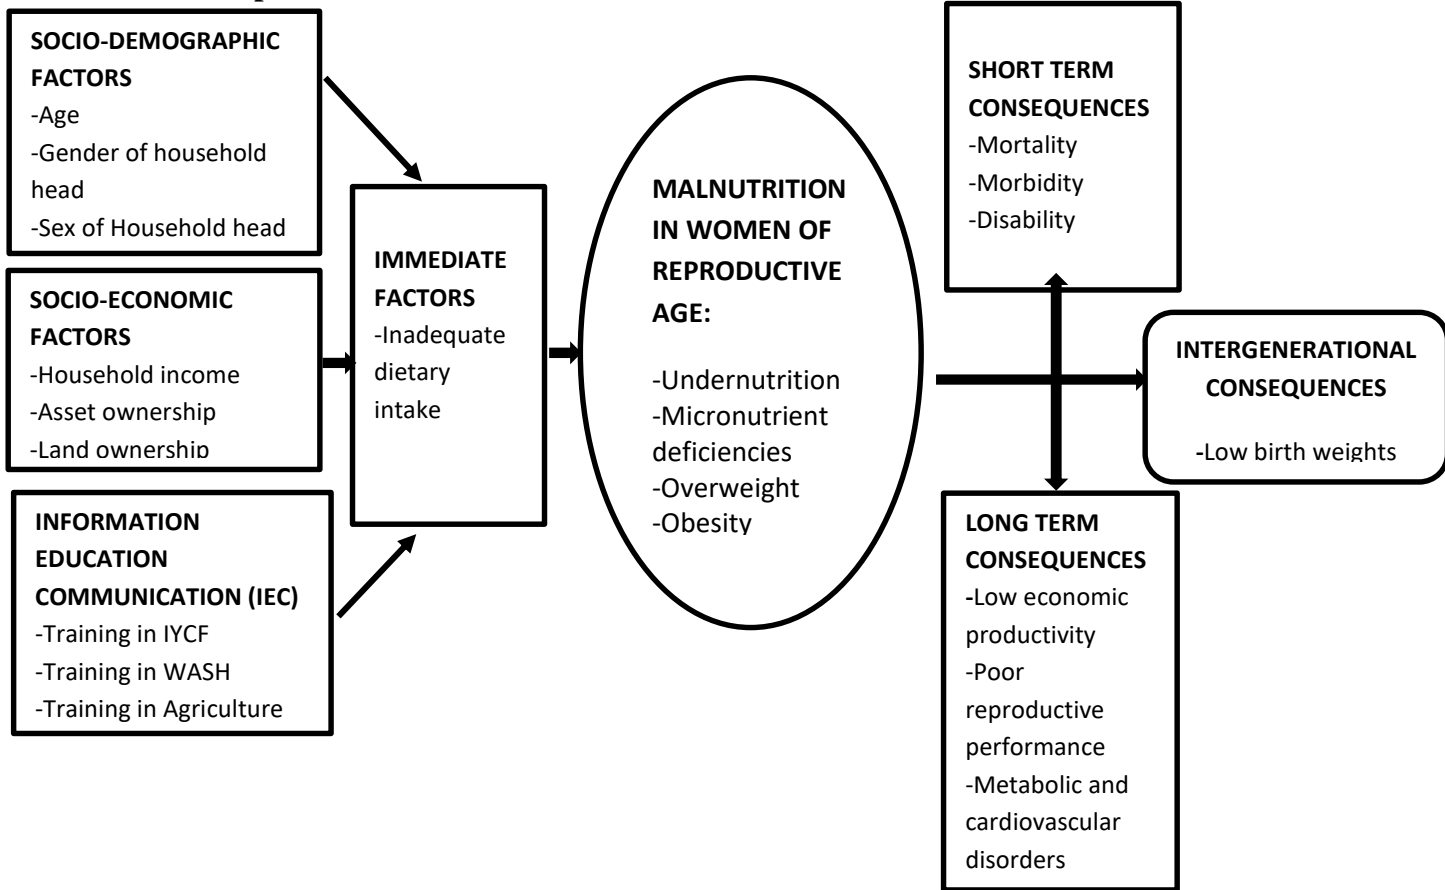 SOCIO-DEMOGRAPHIC
FACTORS
-Age
-Gender of household
head
-Sex of Household head
SOCIO-ECONOMIC
FACTORS
-Household income
-Asset ownership
-Land ownership
INFORMATION
EDUCATION
COMMUNICATION (IEC)
-Training in IYCF
-Training in WASH
-Training in Agriculture
IMMEDIATE
FACTORS
-Inadequate
dietary
intake
MALNUTRITION
IN WOMEN OF
REPRODUCTIVE
AGE:
-Undernutrition
-Micronutrient
deficiencies
-Overweight
-Obesity
SHORT TERM
CONSEQUENCES
-Mortality
-Morbidity
-Disability
INTERGENERATIONAL
CONSEQUENCES
-Low birth weights
LONG TERM
CONSEQUENCES
-Low economic
productivity
-Poor
reproductive
performance
-Metabolic and
cardiovascular
disorders